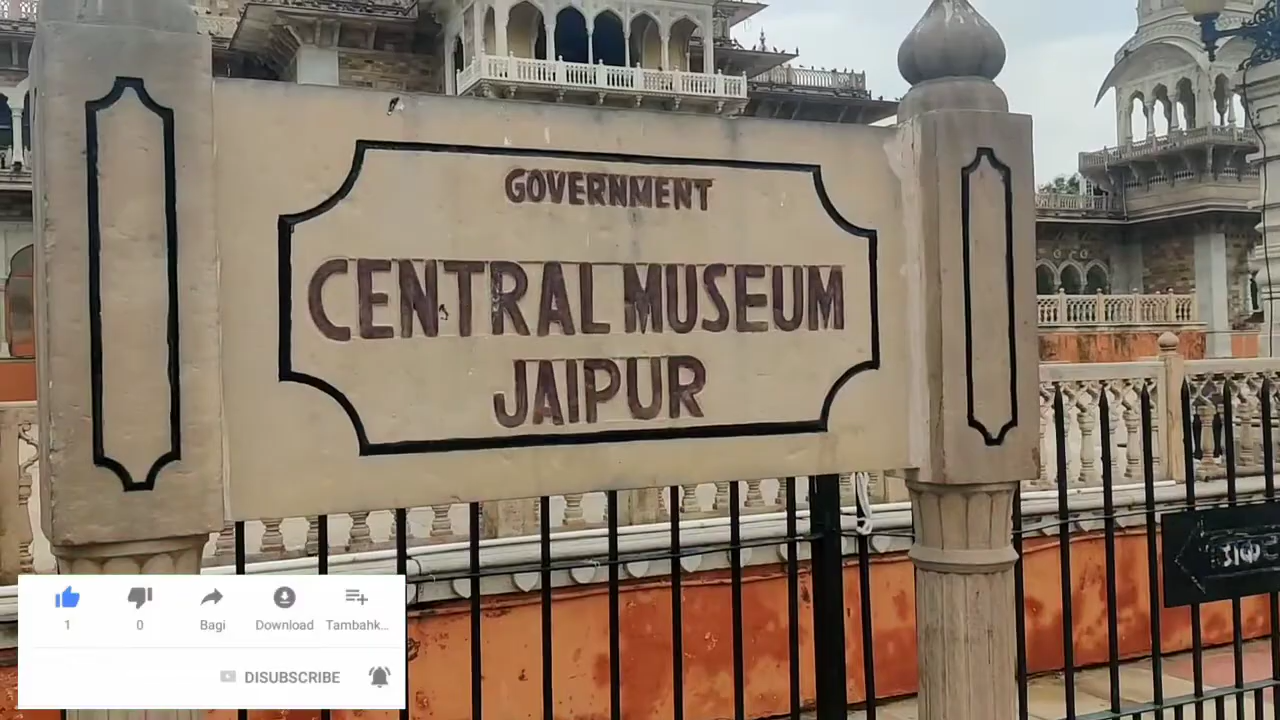 GOVERNMENT
CENTRAL MUSEUM
JAIPUR
1
0
Bagi
Download
Tambahk...
DISUBSCRIBE